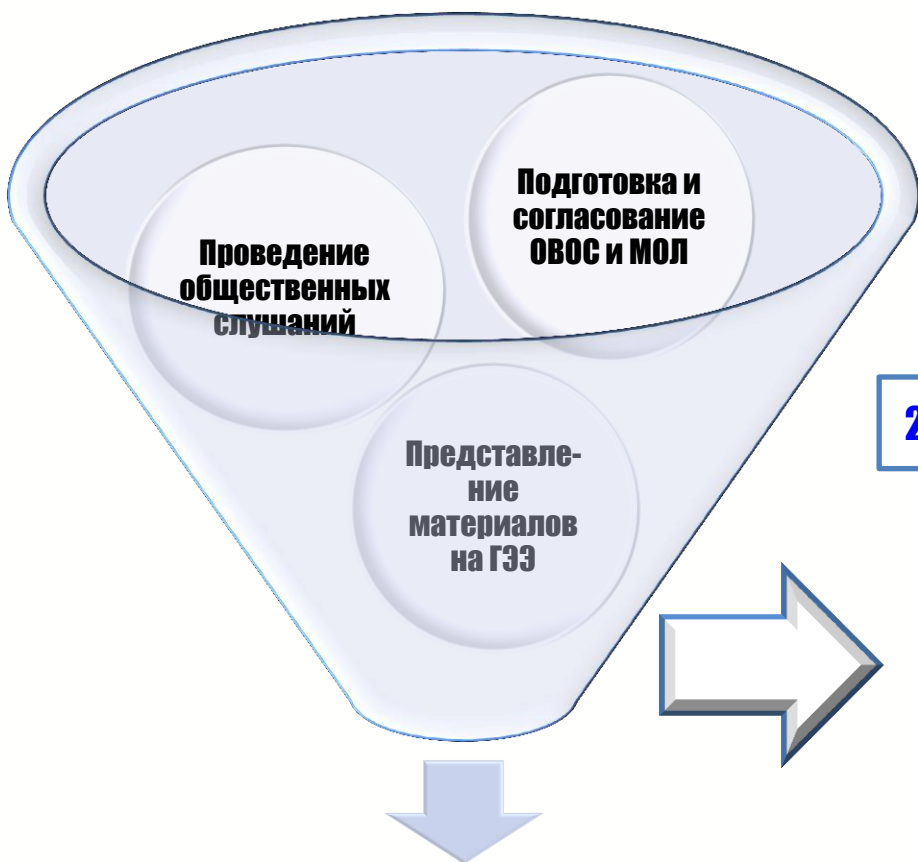 Проведение
общественных
слушаний
Подготовка и
согласование
ОВОС и МОЛ
Представле-
ние
материалов
на ГЭЭ
2